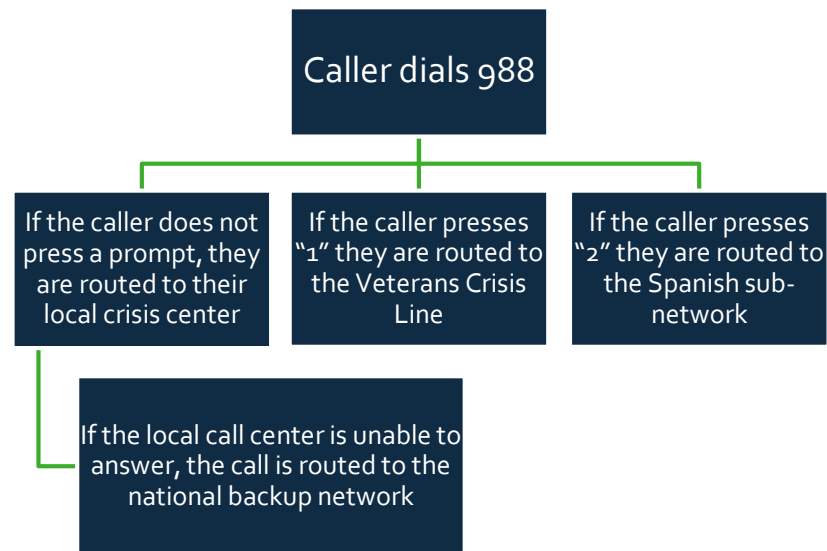 Caller dials 988
If the caller does not
press a prompt, they
are routed to their
local crisis center
If the caller presses
“1” they are routed to
the Veterans Crisis
Line
If the caller presses
“2” they are routed to
the Spanish sub-
network
If the local call center is unable to
answer, the call is routed to the
national backup network